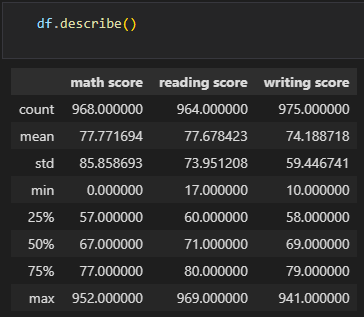 df.describe()
math score reading score writing score
count 968.000000 964.000000 975.000000
mean 77.771694 77.678423 74.188718
std 85.858693 73.951208 59.446741
min 0.000000 17.000000 10.000000
25% 57.000000 60.000000 58.000000
50% 67.000000 71.000000 69.000000
75% 77.000000 80.000000 79.000000
max 952.000000 969.000000 941.000000